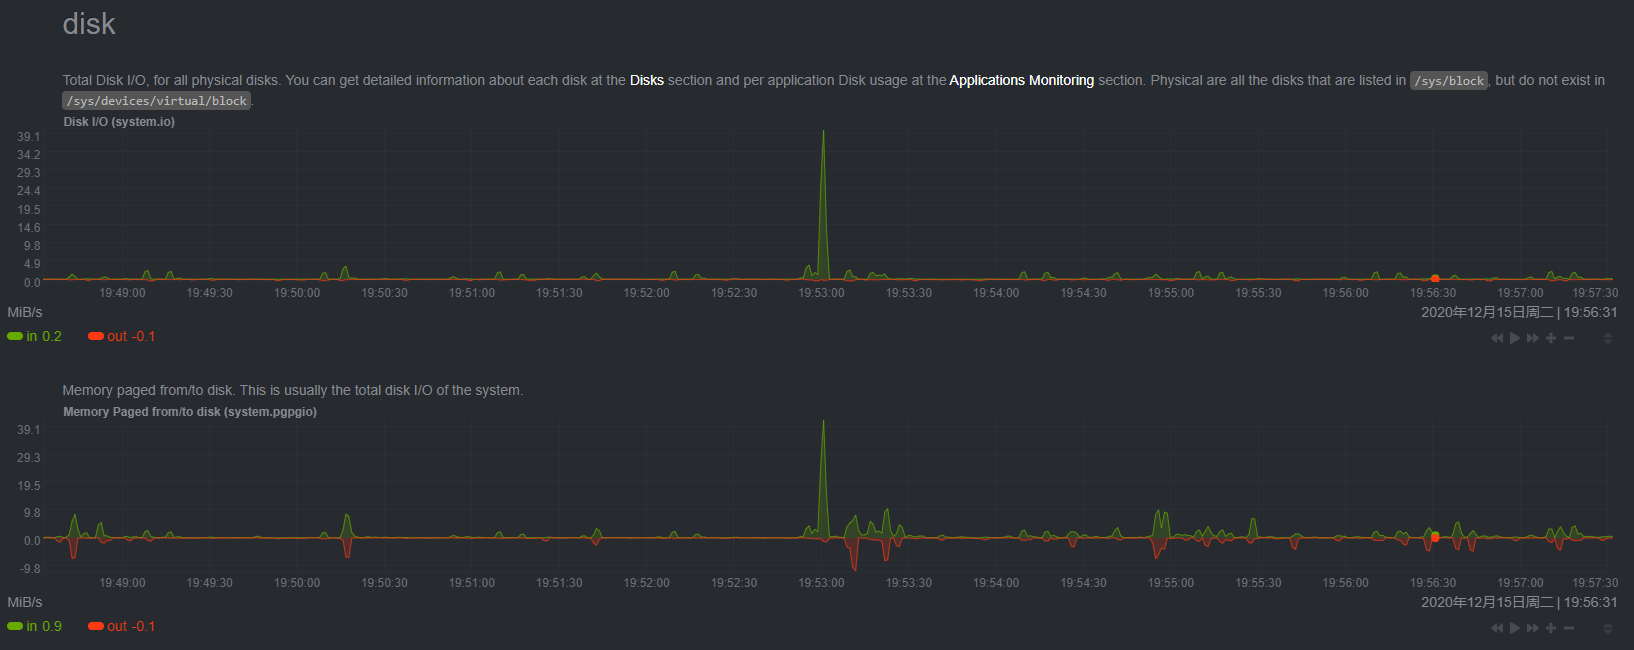 disk
Total Disk I/O, for all physical disks. You can get detailed information about each disk at the Disks section and per application Disk usage at the Applications Monitoring section. Physical are all the disks that are listed in /sys/block, but do not exist in
/sys/devices/virtual/block.
Disk I/O (system.io)
39.1
34.2
29.3
24.4
19.5
14.6
9.8
4.9
0.0
19:49:00 19:49:30 19:50:00 19:50:30 19:51:00 19:51:30 19:52:00 19:52:30 19:53:00 19:53:30 19:54:00 19:54:30 19:55:00 19:55:30 19:56:00 19:56:30 19:57:00 19:57:30
MiB/s 2020年12月15日周二 | 19:56:31
in 0.2 out -0.1
Memory paged from/to disk. This is usually the total disk I/O of the system.
Memory Paged from/to disk (system.pgpgio)
39.1
29.3
19.5
9.8
0.0
-9.8
19:49:00 19:49:30 19:50:00 19:50:30 19:51:00 19:51:30 19:52:00 19:52:30 19:53:00 19:53:30 19:54:00 19:54:30 19:55:00 19:55:30 19:56:00 19:56:30 19:57:00 19:57:30
MiB/s 2020年12月15日周二 | 19:56:31
in 0.9 out -0.1